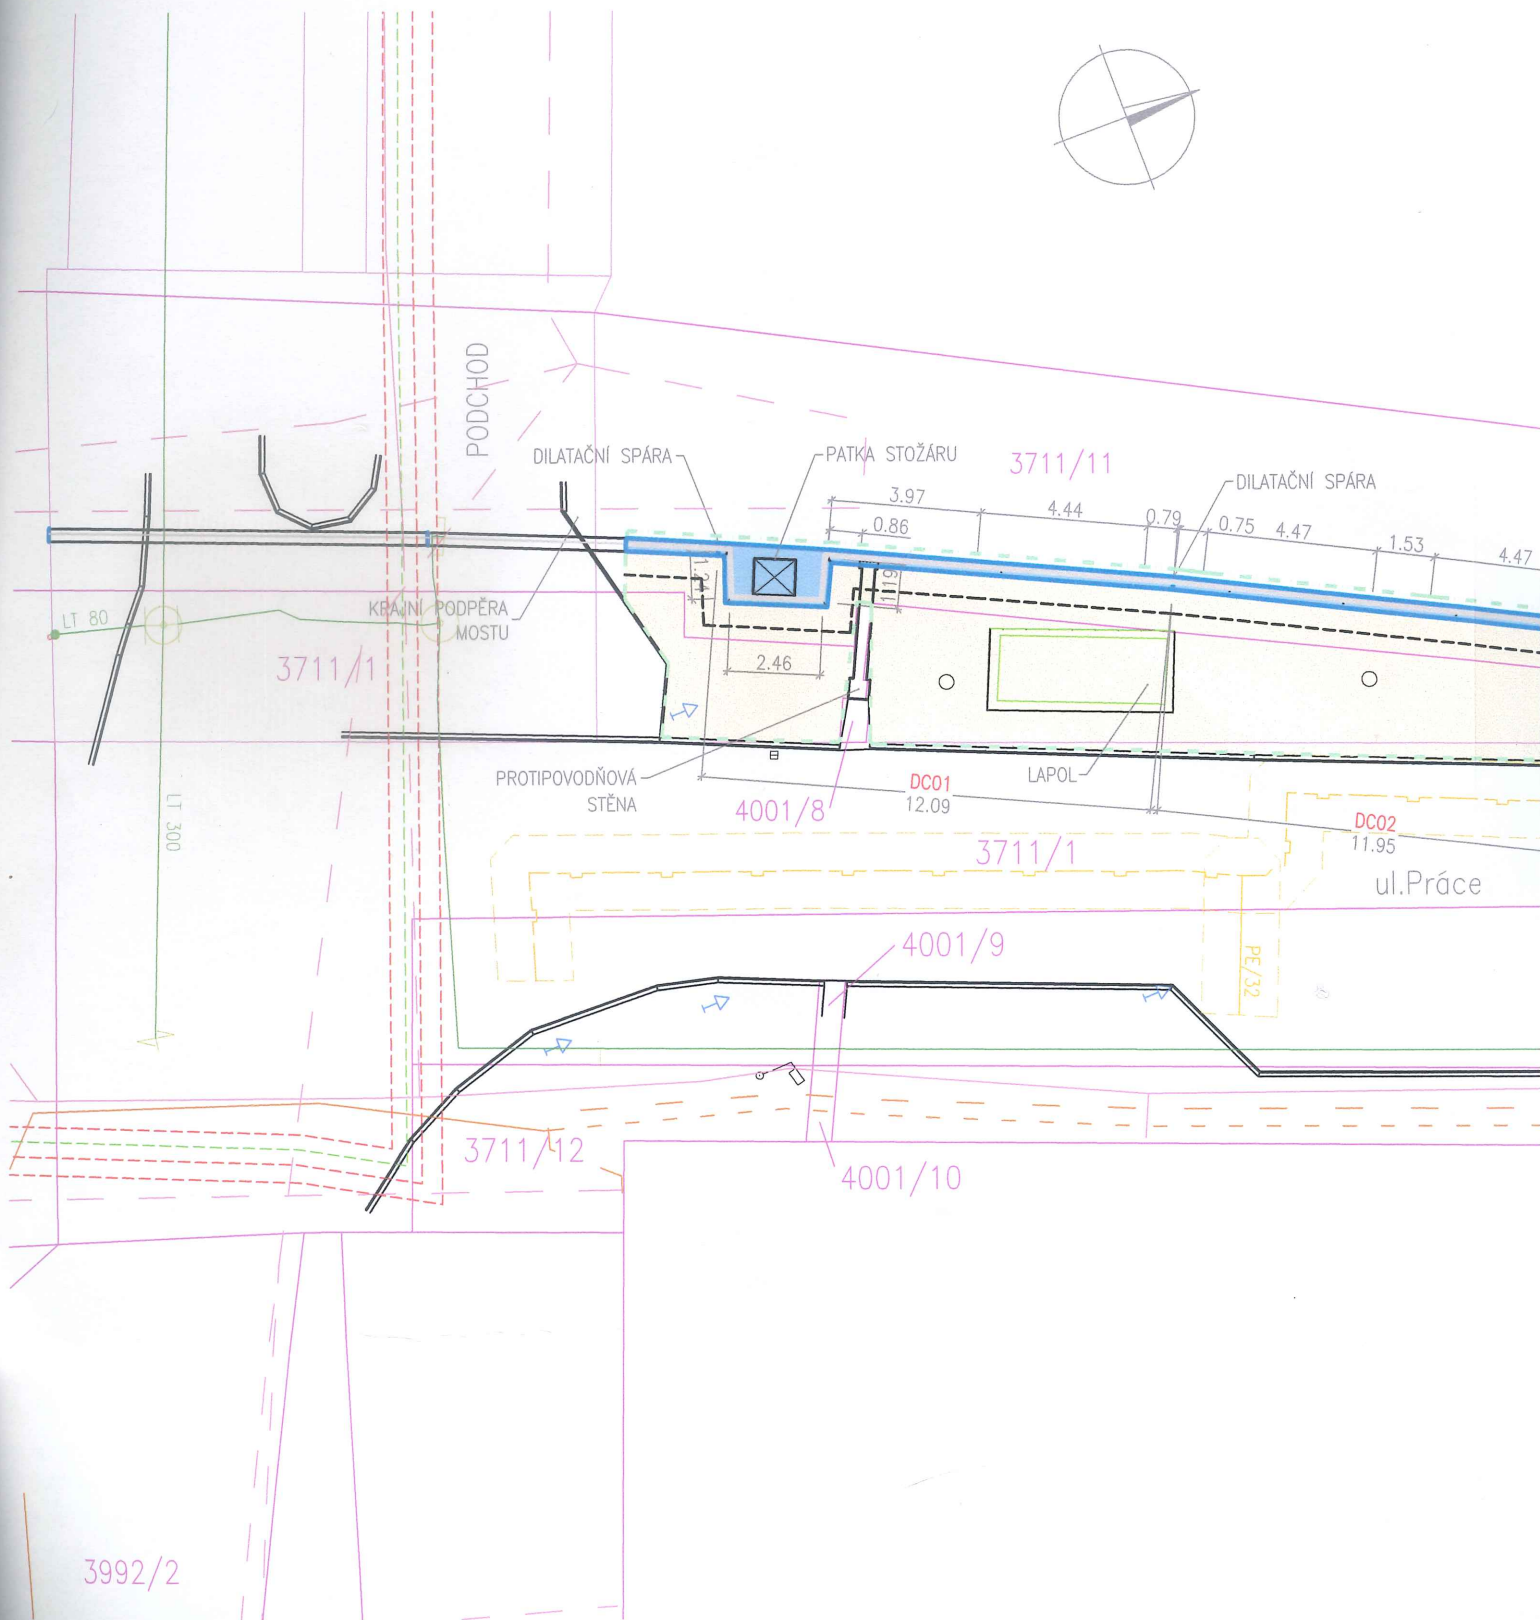 PODCHOD
DILATAČNÍ SPÁRA
PATKA STOŽÁRU
3711/11
DILATAČNÍ SPÁRA
3.97
4.44
0.79
0.75
4.47
1.53
4.47
0.86
1.19
LT 80
KRAJNÍ PODPĚRA
MOSTU
3711/1
2.46
PROTIPOVODŇOVÁ
STĚNA
LAPOL
4001/8
DC01
12.09
DC02
11.95
LT 300
3711/1
ul.Práce
4001/9
PE/32
3711/12
4001/10
3992/2